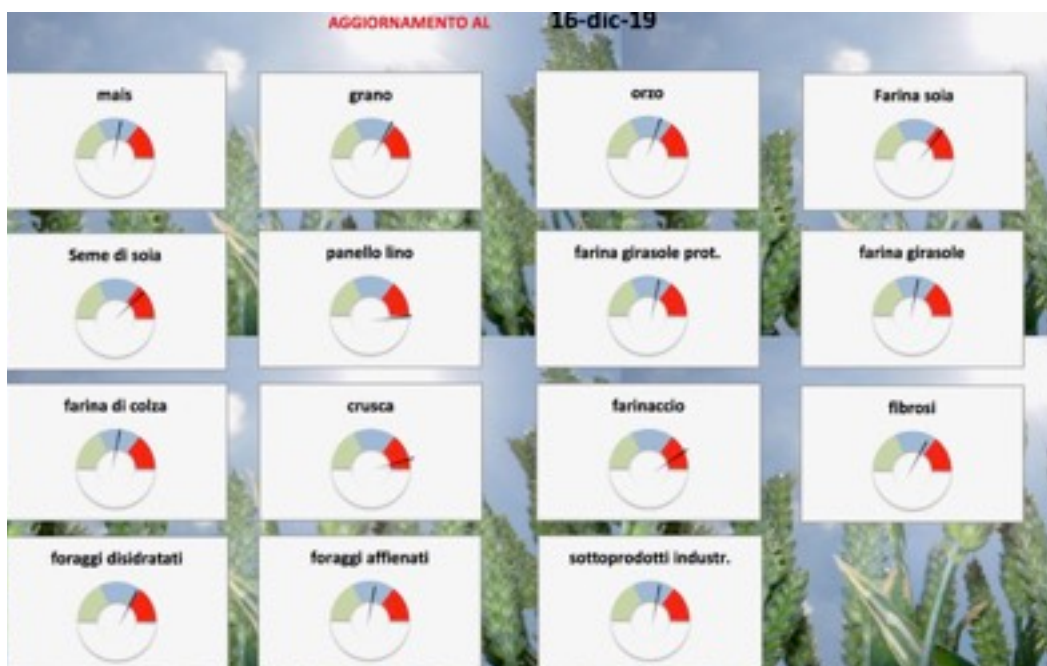 AGGIORNAMENTO AL 16-dic-19
mais
grano
orzo
Farina soia
Seme di soia
panello lino
farina girasole prot.
farina girasole
farina di colza
crusca
farinaccio
fibrosi
foraggi disidratati
foraggi affienati
sottoprodotti industr.